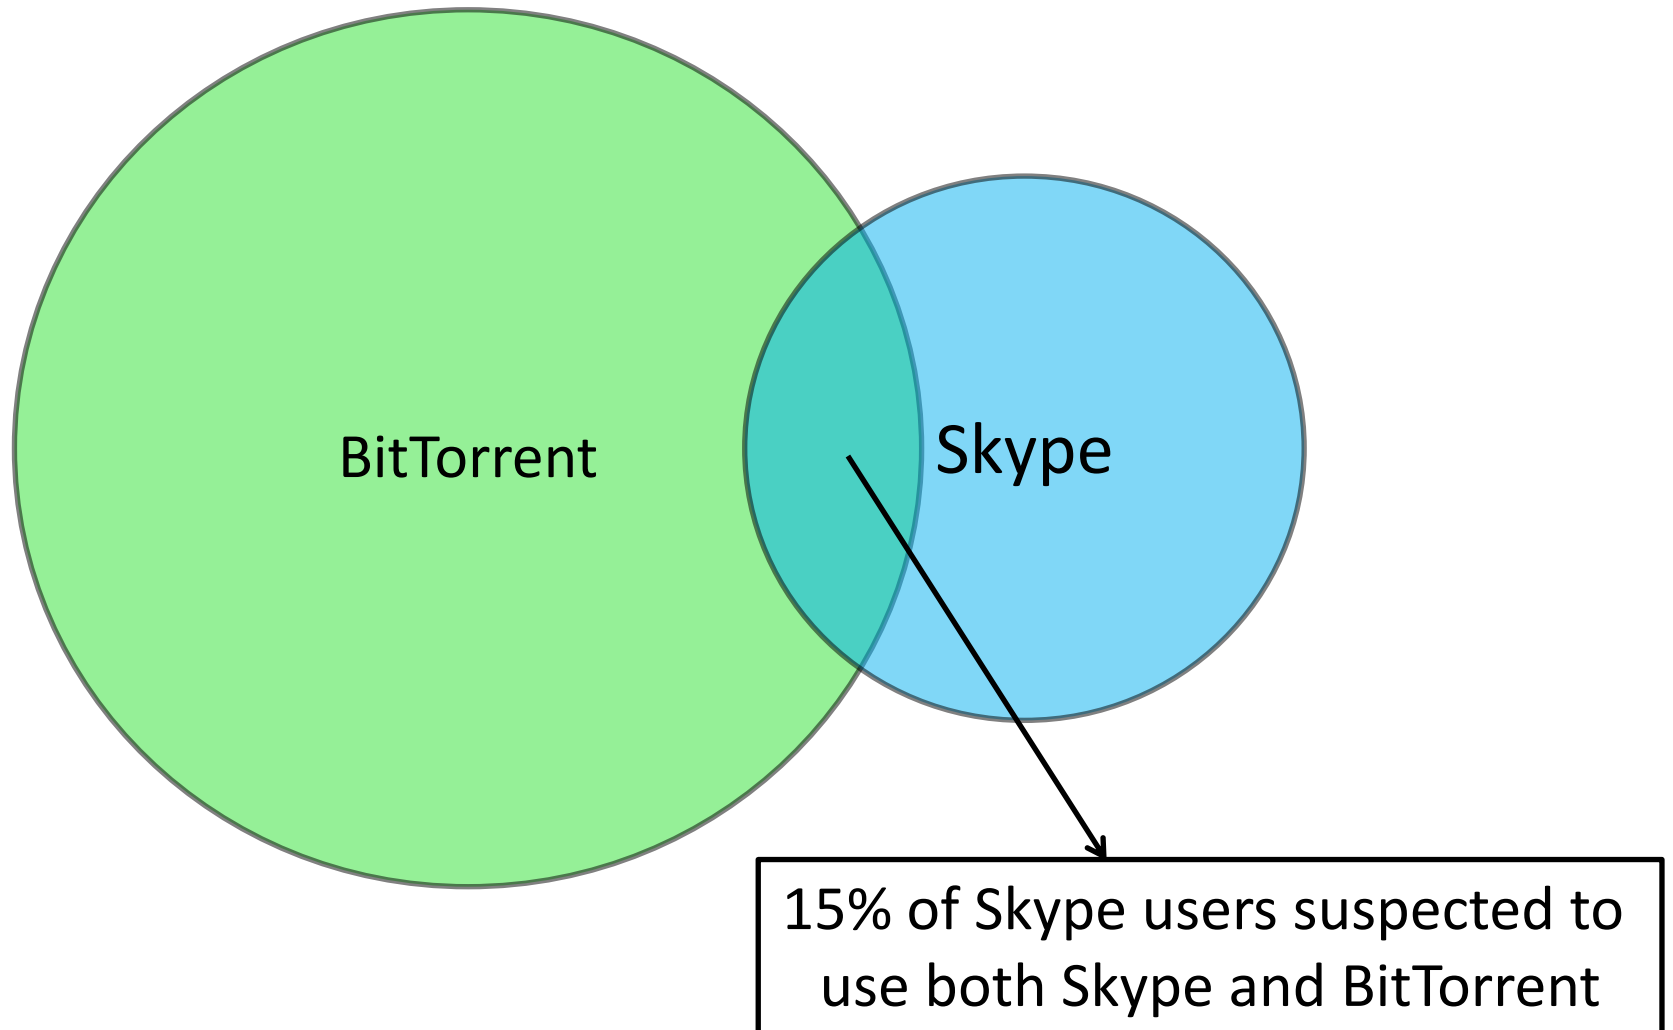 BitTorrent
Skype
15% of Skype users suspected to
use both Skype and BitTorrent